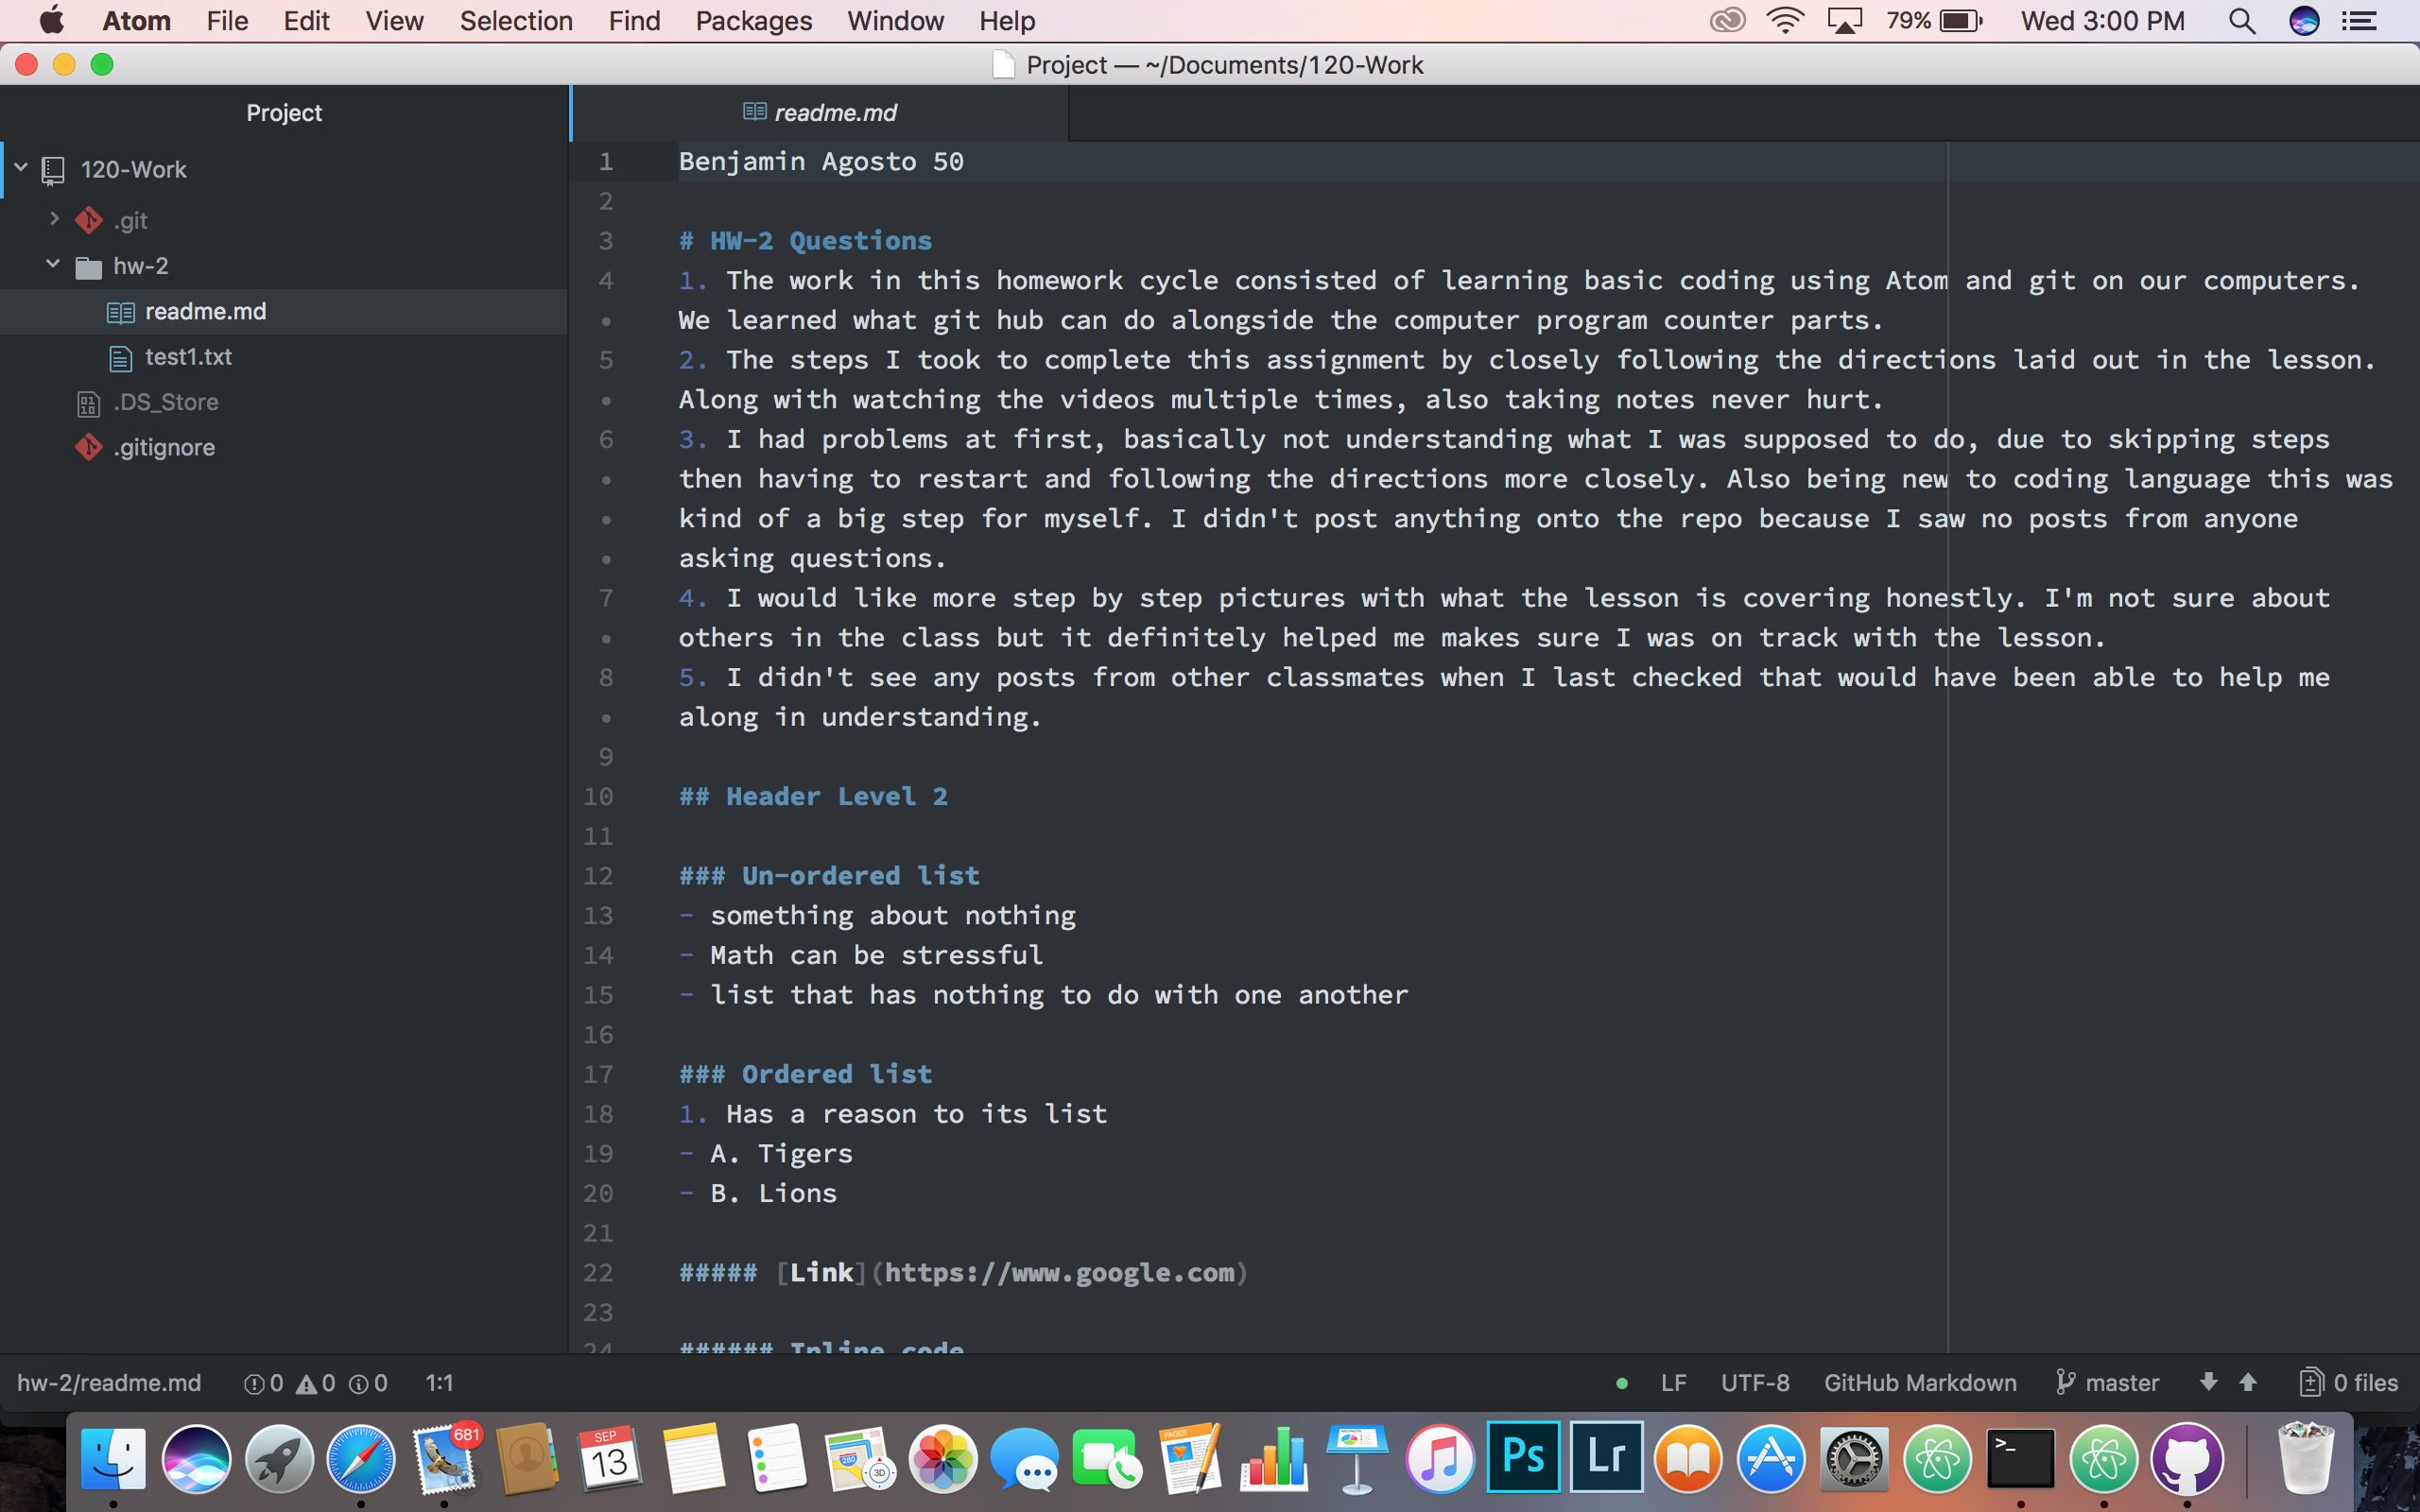 Atom File Edit View Selection Find Packages Window Help 79% Wed 3:00 PM
Project — ~/Documents/120-Work
Project
readme.md
120-Work
.git
hw-2
readme.md
test1.txt
.DS_Store
.gitignore
1 Benjamin Agosto 50
2
3 # HW-2 Questions
4 1. The work in this homework cycle consisted of learning basic coding using Atom and git on our computers.
• We learned what git hub can do alongside the computer program counter parts.
5 2. The steps I took to complete this assignment by closely following the directions laid out in the lesson.
• Along with watching the videos multiple times, also taking notes never hurt.
6 3. I had problems at first, basically not understanding what I was supposed to do, due to skipping steps
• then having to restart and following the directions more closely. Also being new to coding language this was
• kind of a big step for myself. I didn't post anything onto the repo because I saw no posts from anyone
• asking questions.
7 4. I would like more step by step pictures with what the lesson is covering honestly. I'm not sure about
• others in the class but it definitely helped me makes sure I was on track with the lesson.
8 5. I didn't see any posts from other classmates when I last checked that would have been able to help me
• along in understanding.
9
10 ## Header Level 2
11
12 ### Un-ordered list
13 - something about nothing
14 - Math can be stressful
15 - list that has nothing to do with one another
16
17 ### Ordered list
18 1. Has a reason to its list
19 - A. Tigers
20 - B. Lions
21
22 ##### [Link](https://www.google.com)
23
24 ###### Inline code
hw-2/readme.md 0 0 0 1:1 LF UTF-8 GitHub Markdown master 0 files
681
SEP
13
280
3D
PAGES
KEYNOTE
Ps
Lr
>_